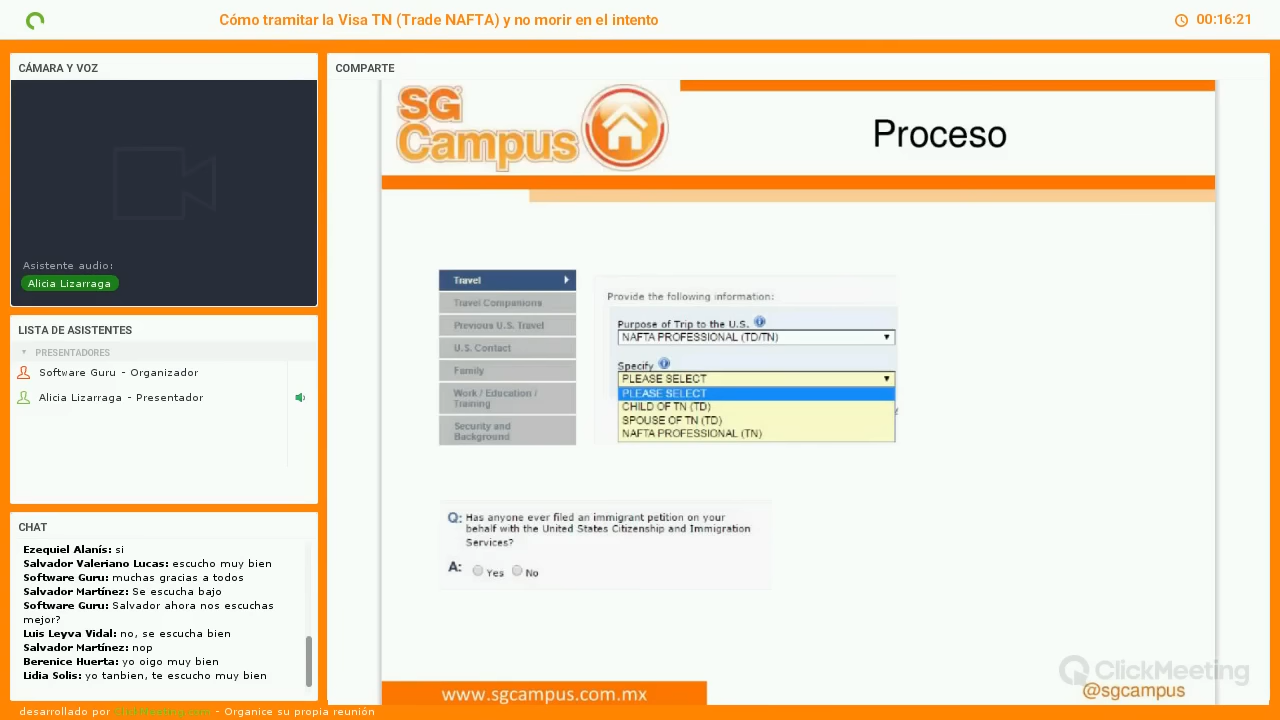 Cómo tramitar la Visa TN (Trade NAFTA) y no morir en el intento
00:16:21
CÁMARA Y VOZ
Asistente audio:
Alicia Lizarraga
LISTA DE ASISTENTES
PRESENTADORES
Software Guru - Organizador
Alicia Lizarraga - Presentador
CHAT
Ezequiel Alanís: si
Salvador Valeriano Lucas: escucho muy bien
Software Guru: muchas gracias a todos
Salvador Martínez: Se escucha bajo
Software Guru: Salvador ahora nos escuchas
mejor?
Luis Leyva Vidal: no, se escucha bien
Salvador Martínez: nop
Berenice Huerta: yo oigo muy bien
Lidia Solis: yo tanbien, te escucho muy bien
desarrollado por ClickMeeting.com - Organice su propia reunión
COMPARTE
SG
Campus
Proceso
Travel
Travel Companions
Previous U.S. Travel
U.S. Contact
Family
Work / Education /
Training
Security and
Background
Provide the following information:
Purpose of Trip to the U.S.
NAFTA PROFESSIONAL (TD/TN)
Specify
PLEASE SELECT
PLEASE SELECT
CHILD OF TN (TD)
SPOUSE OF TN (TD)
NAFTA PROFESSIONAL (TN)
Q: Has anyone ever filed an immigrant petition on your
behalf with the United States Citizenship and Immigration
Services?
A: Yes No
ClickMeeting
www.sgcampus.com.mx
@sgcampus